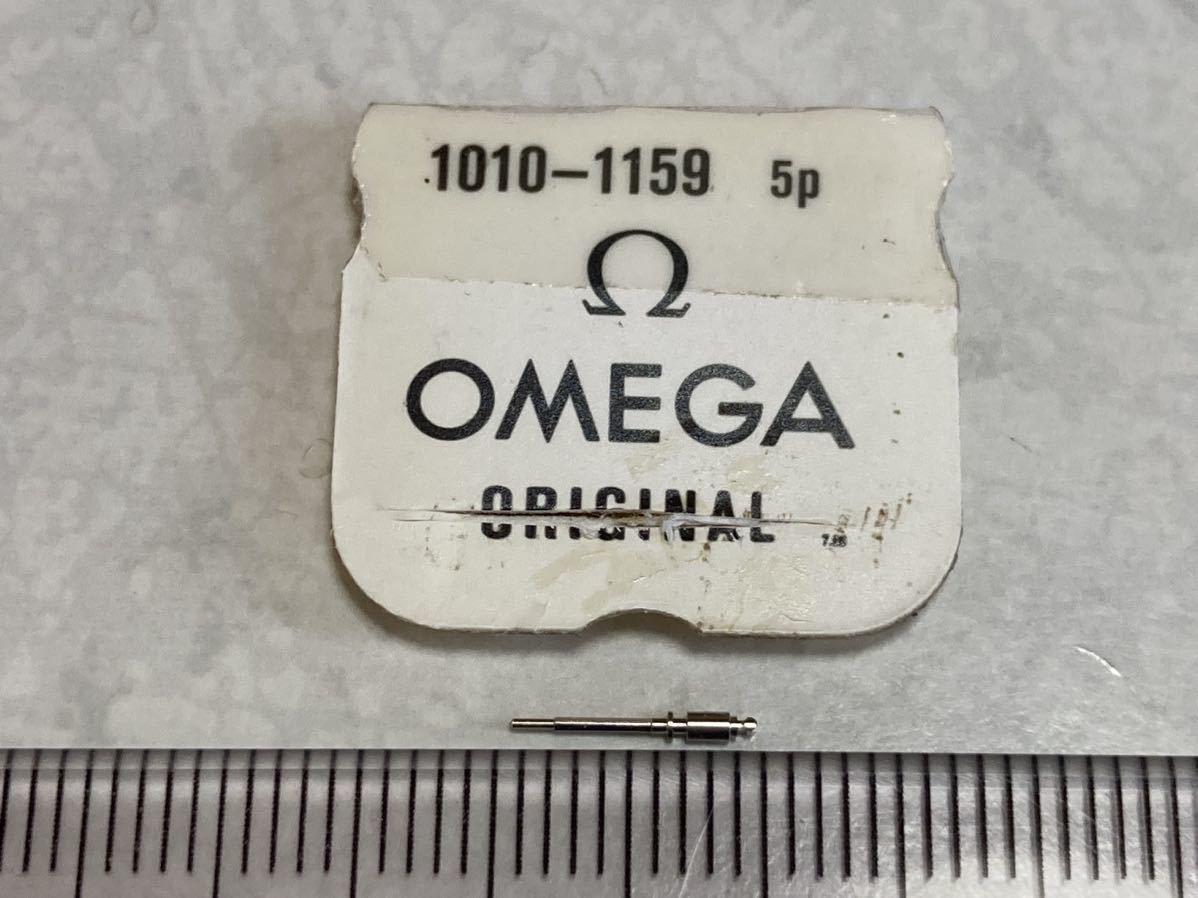 1010–1159 5p
Ω
OMEGA
ORIGINAL